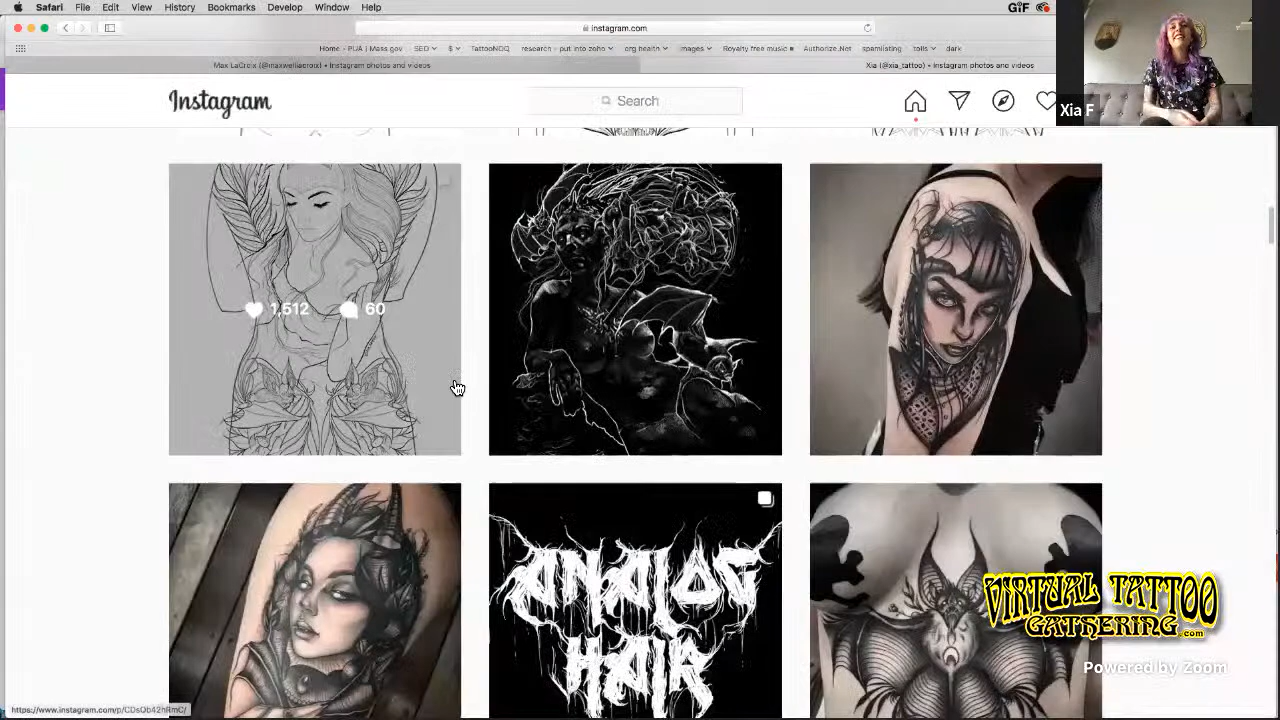 Safari File Edit View History Bookmarks Develop Window Help GIF
instagram.com
Home - PUA | Mass.gov SEO $ TattooNOQ research - put into zoho org health images Royalty free music Authorize.Net spamlisting tolls dark
Max LaCroix (@maxwellacroix) • Instagram photos and videos Xia (@xia_tattoo) • Instagram photos and videos
Instagram
Search
Xia F
1,512 60
ANALOG
HAIR
VIRTUAL TATTOO
GATHERING.com
Powered by Zoom
https://www.instagram.com/p/CDsOb42hRmC/